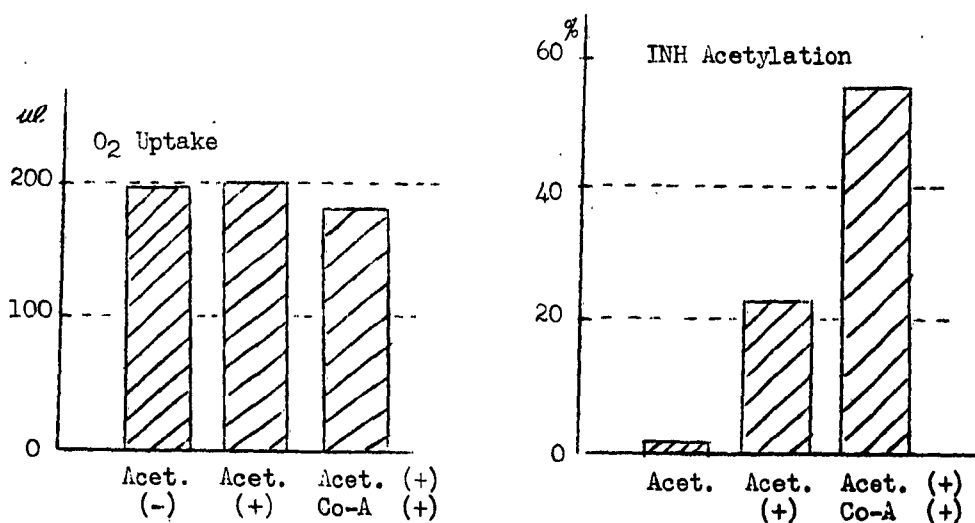 μl.
O₂ Uptake
200
100
0
Acet. (-)
Acet. (+)
Acet. (+)
Co-A (+)
%
60
INH Acetylation
40
20
0
Acet.
Acet. (+)
Acet. (+)
Co-A (+)